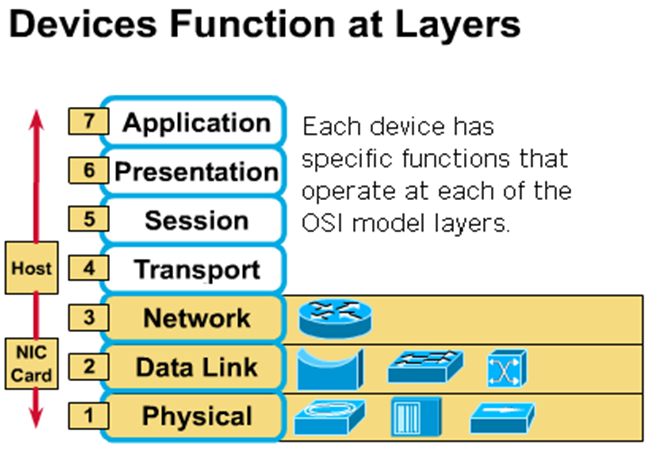 Devices Function at Layers
7 Application
6 Presentation
5 Session
4 Transport
3 Network
2 Data Link
1 Physical
Host
NIC
Card
Each device has
specific functions that
operate at each of the
OSI model layers.